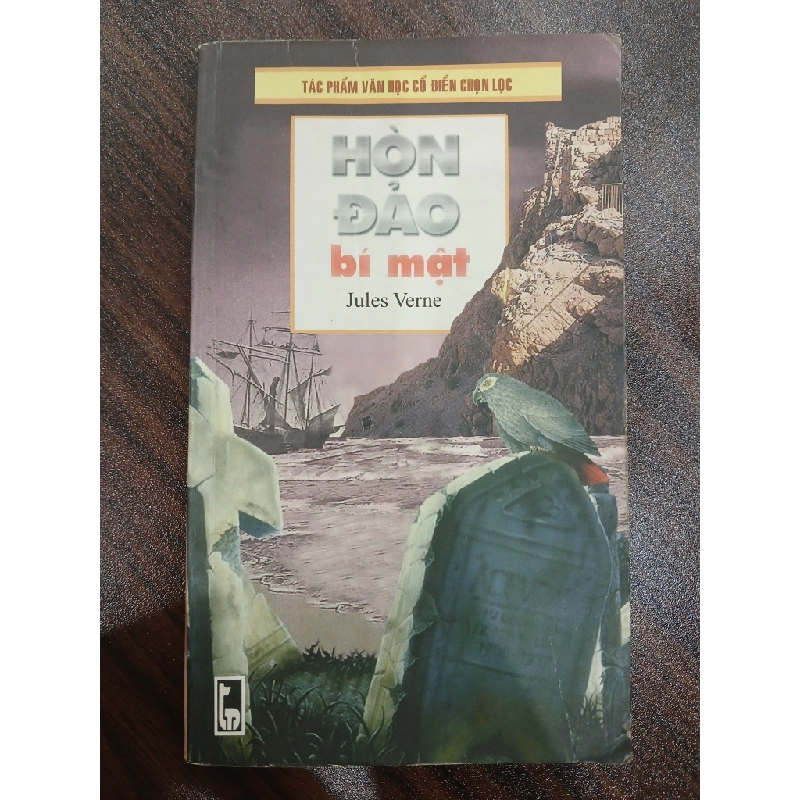 TÁC PHẨM VĂN HỌC CỔ ĐIỂN CHỌN LỌC
HÒN
ĐẢO
bí mật
Jules Verne